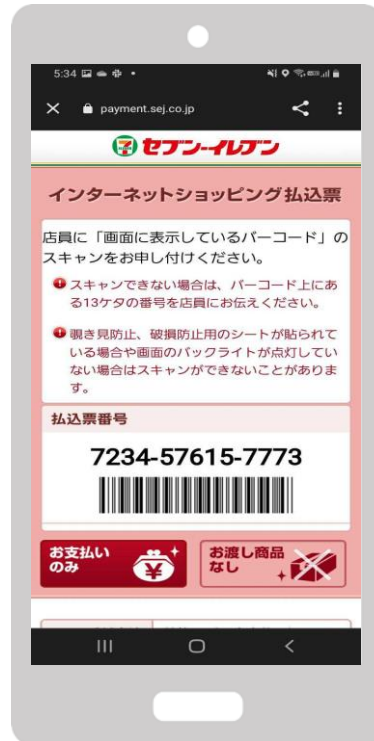 5:34
payment.sej.co.jp
セブン-イレブン
インターネットショッピング払込票
店員に「画面に表示しているバーコード」の
スキャンをお申し付けください。
スキャンできない場合は、バーコード上にあ
る13ケタの番号を店員にお伝えください。
覗き見防止、破損防止用のシートが貼られて
いる場合や画面のバックライトが点灯してい
ない場合はスキャンができないことがありま
す。
払込票番号
7234-57615-7773
お支払い
のみ
お渡し商品
なし